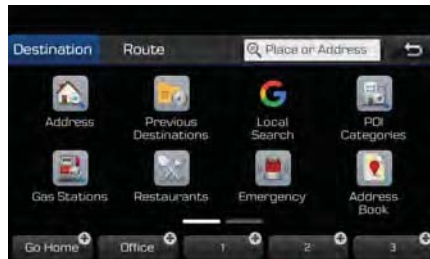 Destination
Route
Place or Address
Address
Previous
Destinations
Local
Search
POI
Categories
Gas Stations
Restaurants
Emergency
Address
Book
Go Home
Office
1
2
3